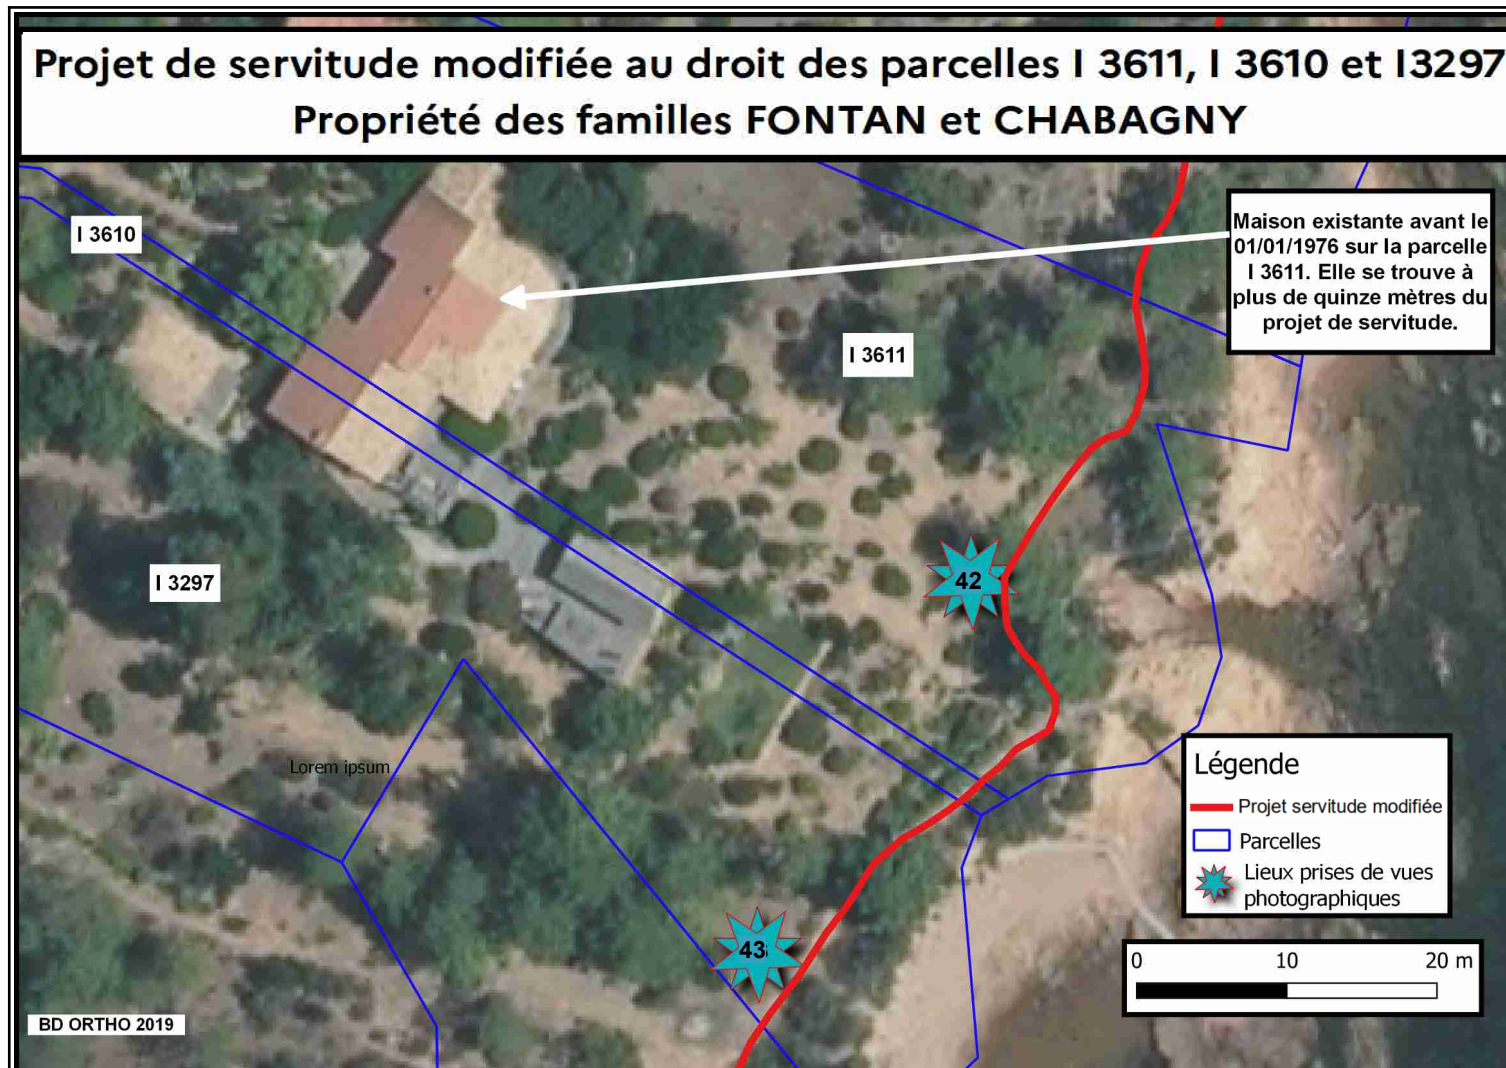 Projet de servitude modifiée au droit des parcelles I 3611, I 3610 et I3297
Propriété des familles FONTAN et CHABAGNY
I 3610
Maison existante avant le
01/01/1976 sur la parcelle
I 3611. Elle se trouve à
plus de quinze mètres du
projet de servitude.
I 3611
I 3297
42
Lorem ipsum
Légende
Projet servitude modifiée
Parcelles
Lieux prises de vues
photographiques
43
0 10 20 m
BD ORTHO 2019